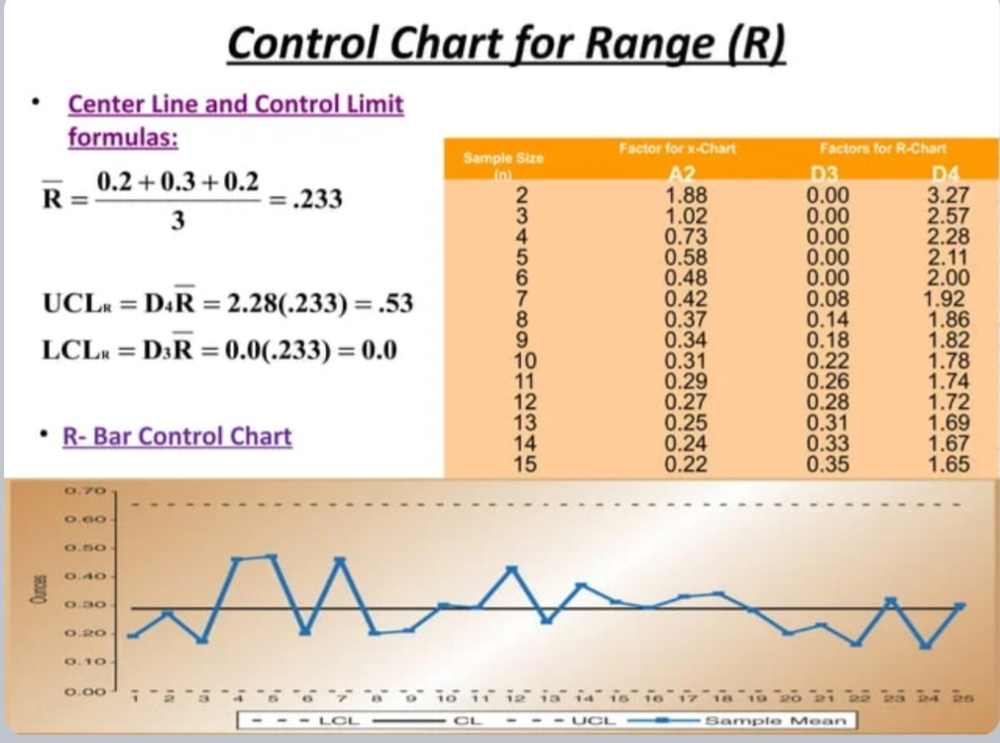 Control Chart for Range (R)
• Center Line and Control Limit
formulas:
R̅ = 0.2 + 0.3 + 0.2 / 3 = .233
UCLR = D4R̅ = 2.28(.233) = .53
LCLR = D3R̅ = 0.0(.233) = 0.0
• R- Bar Control Chart
Factor for x-Chart Factors for R-Chart
Sample Size
(n) A2 D3 D4
2 1.88 0.00 3.27
3 1.02 0.00 2.57
4 0.73 0.00 2.28
5 0.58 0.00 2.11
6 0.48 0.00 2.00
7 0.42 0.08 1.92
8 0.37 0.14 1.86
9 0.34 0.18 1.82
10 0.31 0.22 1.78
11 0.29 0.26 1.74
12 0.27 0.28 1.72
13 0.25 0.31 1.69
14 0.24 0.33 1.67
15 0.22 0.35 1.65
Ounces
0.70
0.60
0.50
0.40
0.30
0.20
0.10
0.00
1 2 3 4 5 6 7 8 9 10 11 12 13 14 15 16 17 18 19 20 21 22 23 24 25
LCL CL UCL Sample Mean